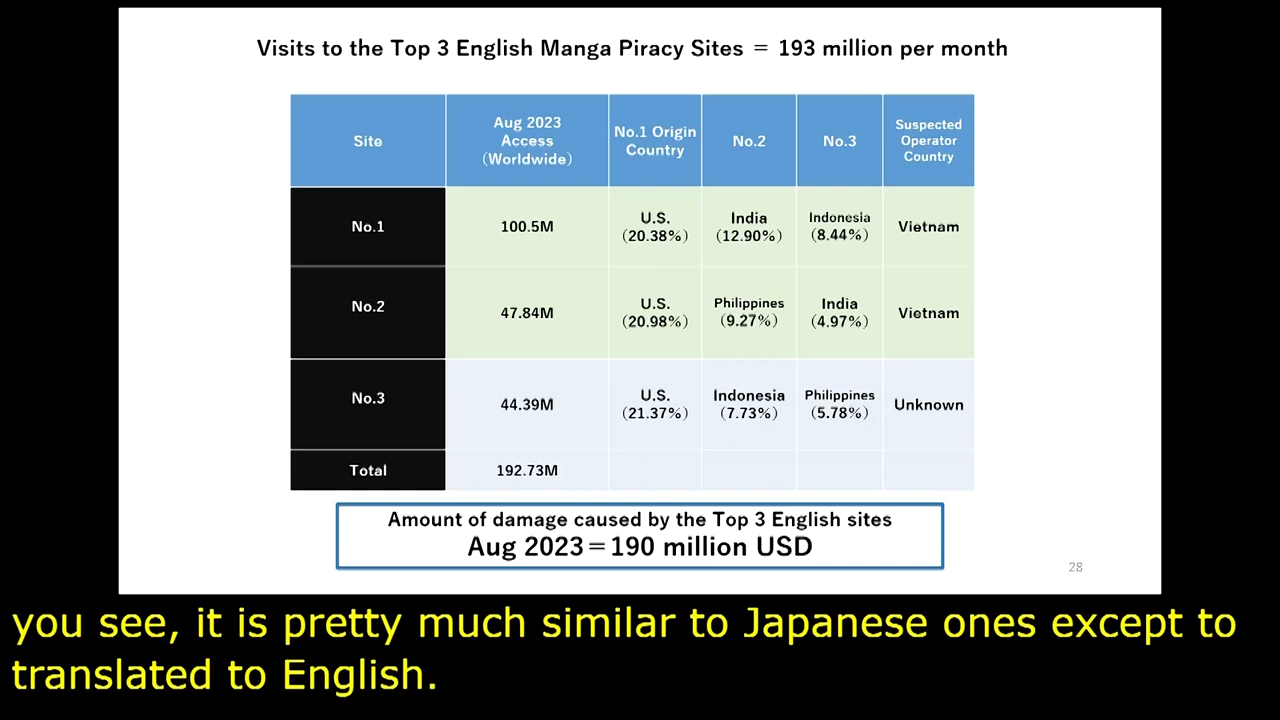 Visits to the Top 3 English Manga Piracy Sites = 193 million per month
Site
Aug 2023
Access
(Worldwide)
No.1 Origin
Country
No.2
No.3
Suspected
Operator
Country
No.1
100.5M
U.S.
(20.38%)
India
(12.90%)
Indonesia
(8.44%)
Vietnam
No.2
47.84M
U.S.
(20.98%)
Philippines
(9.27%)
India
(4.97%)
Vietnam
No.3
44.39M
U.S.
(21.37%)
Indonesia
(7.73%)
Philippines
(5.78%)
Unknown
Total
192.73M
Amount of damage caused by the Top 3 English sites
Aug 2023=190 million USD
28
you see, it is pretty much similar to Japanese ones except to
translated to English.